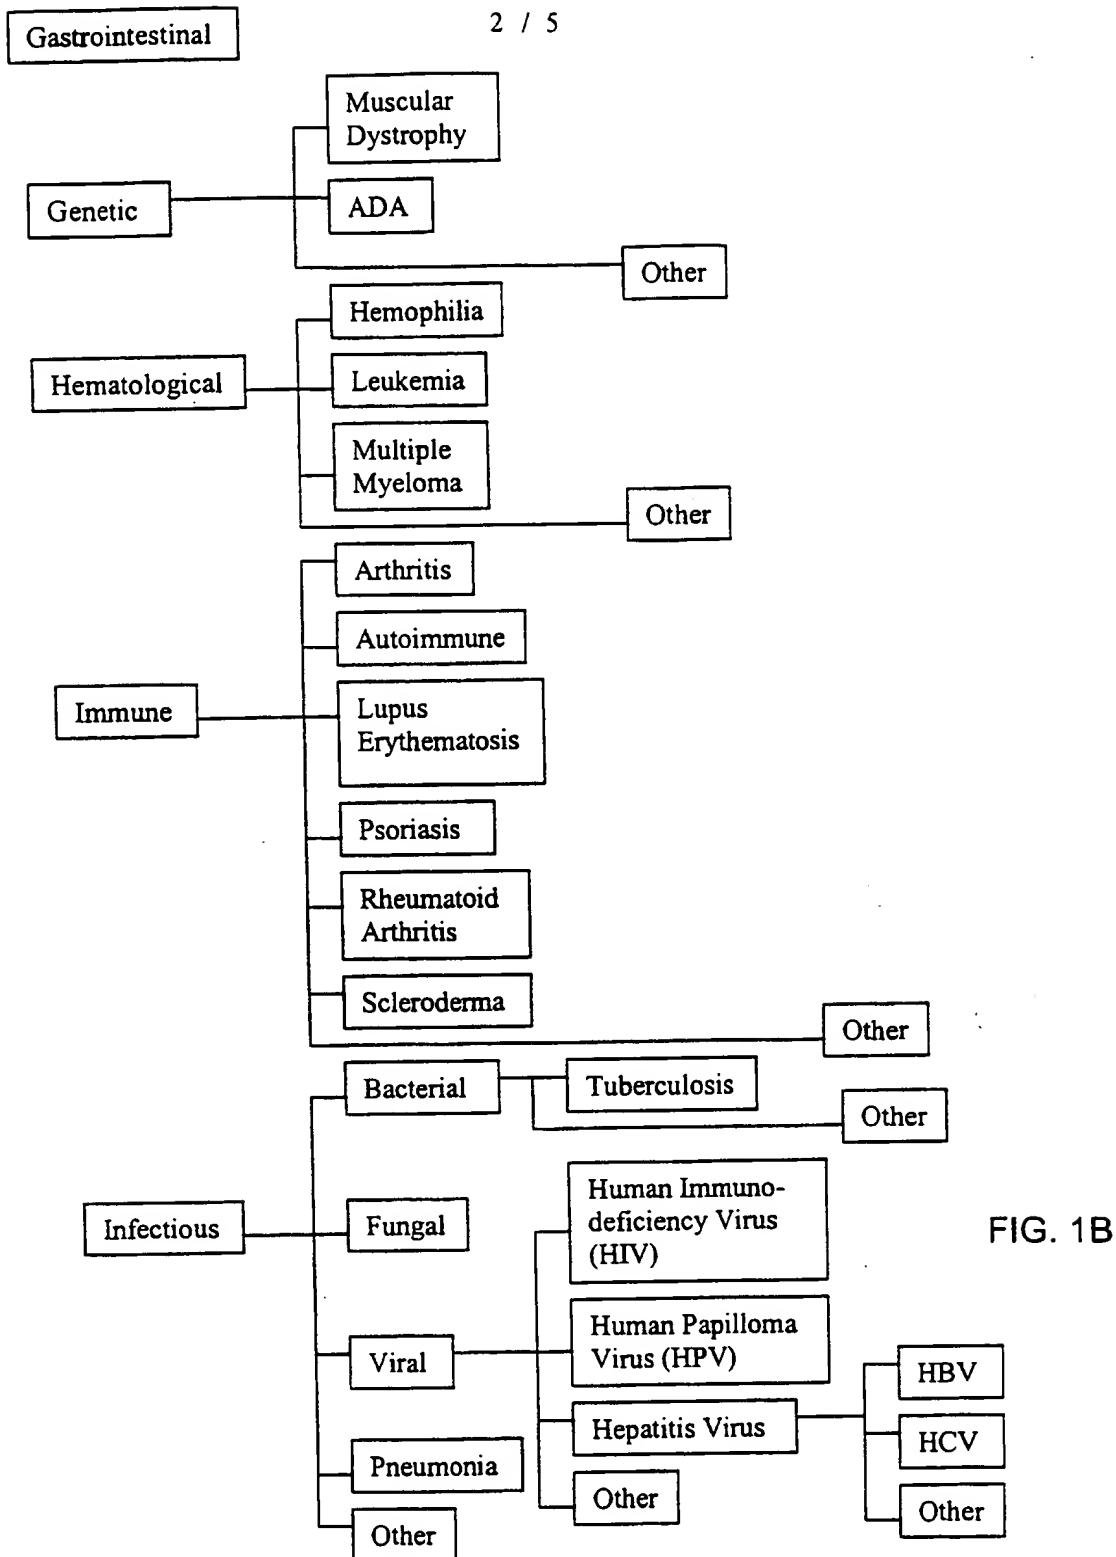 2 / 5
Gastrointestinal
Muscular
Dystrophy
Genetic
ADA
Other
Hemophilia
Hematological
Leukemia
Multiple
Myeloma
Other
Arthritis
Autoimmune
Immune
Lupus
Erythematosis
Psoriasis
Rheumatoid
Arthritis
Scleroderma
Other
Bacterial
Tuberculosis
Other
Infectious
Fungal
Human Immuno-
deficiency Virus
(HIV)
FIG. 1B
Viral
Human Papilloma
Virus (HPV)
HBV
Hepatitis Virus
HCV
Pneumonia
Other
Other
Other